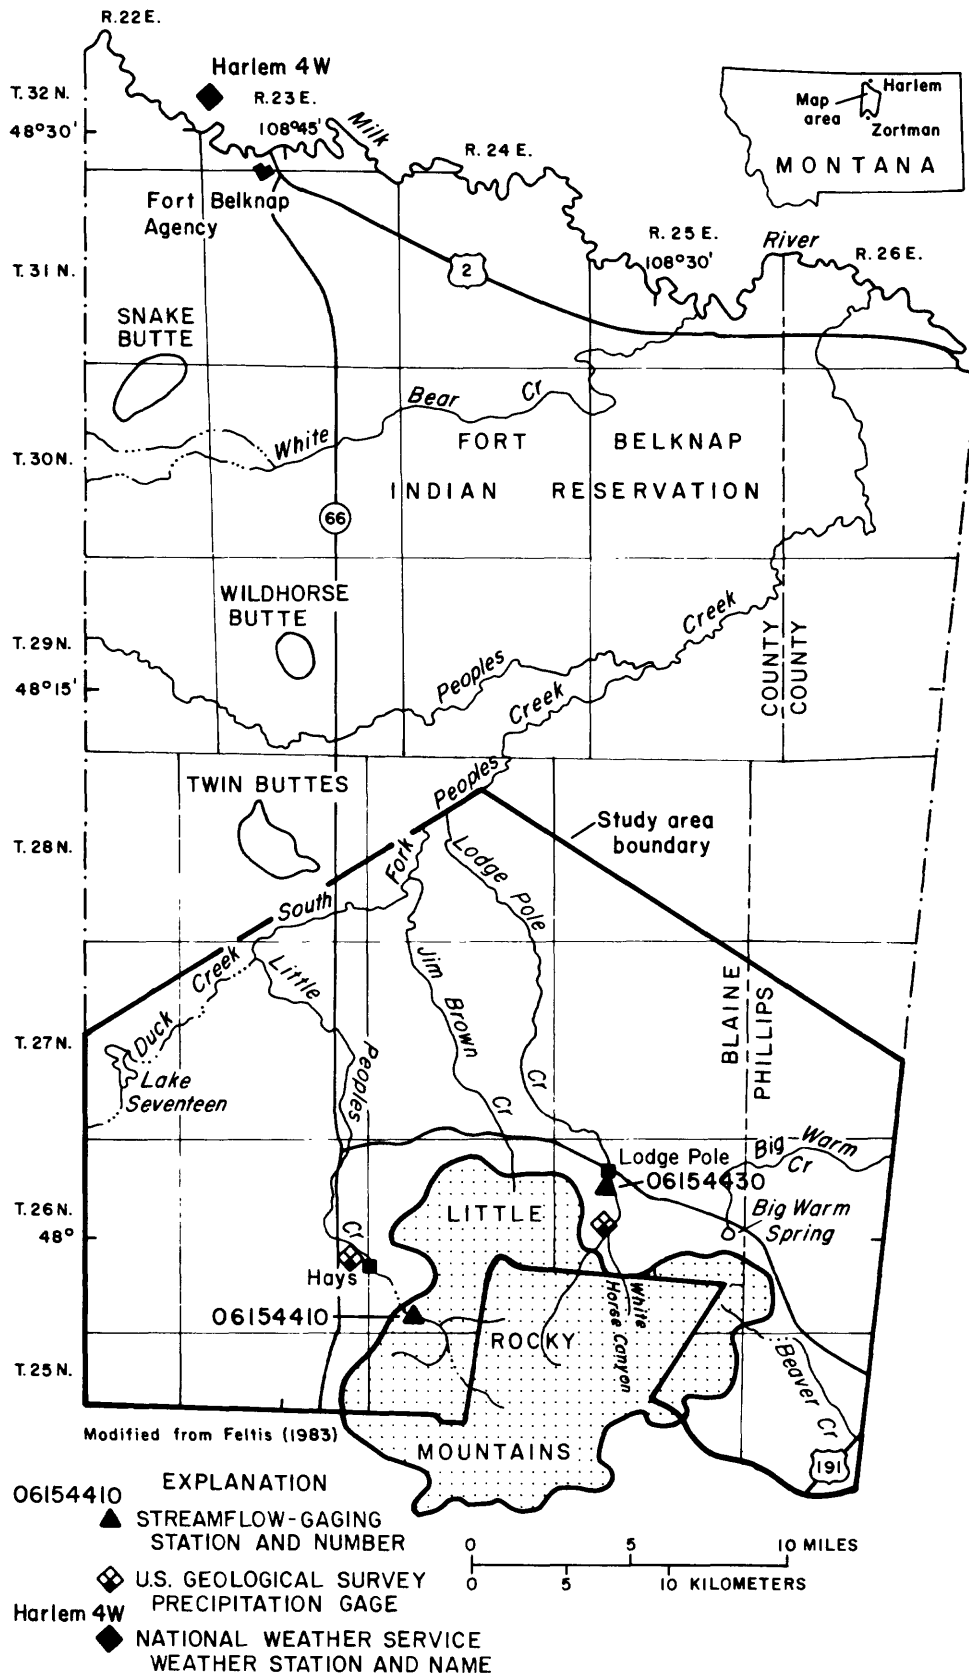 R.22E.
Harlem 4W
T. 32 N.
R.23 E.
48°30'
108°45'
Milk
R. 24 E.
Harlem
Map
area
Zortman
MONTANA
Fort Belknap
Agency
R. 25 E.
River
108°30'
R. 26 E.
T. 31 N.
2
SNAKE
BUTTE
White Bear Cr
FORT BELKNAP
T. 30 N.
INDIAN RESERVATION
66
WILDHORSE
BUTTE
Creek
T. 29 N.
COUNTY
COUNTY
48°15'
Peoples
Creek
TWIN BUTTES
Peoples
Study area
boundary
T. 28 N.
Fork
Lodge Pole
South
Creek
Little
Jim
Brown
BLAINE
PHILLIPS
T. 27 N.
Duck
Peoples
Cr
Lake
Seventeen
Cr
Big Warm
Cr
Lodge Pole
06154430
T. 26 N.
LITTLE
Big Warm
Spring
48°
Cr
Hays
White
Horse Canyon
06154410
ROCKY
T. 25 N.
Beaver
Cr
Modified from Feltis (1983)
MOUNTAINS
191
EXPLANATION
06154410
STREAMFLOW-GAGING
STATION AND NUMBER
0 5 10 MILES
0 5 10 KILOMETERS
U.S. GEOLOGICAL SURVEY
PRECIPITATION GAGE
Harlem 4W
NATIONAL WEATHER SERVICE
WEATHER STATION AND NAME